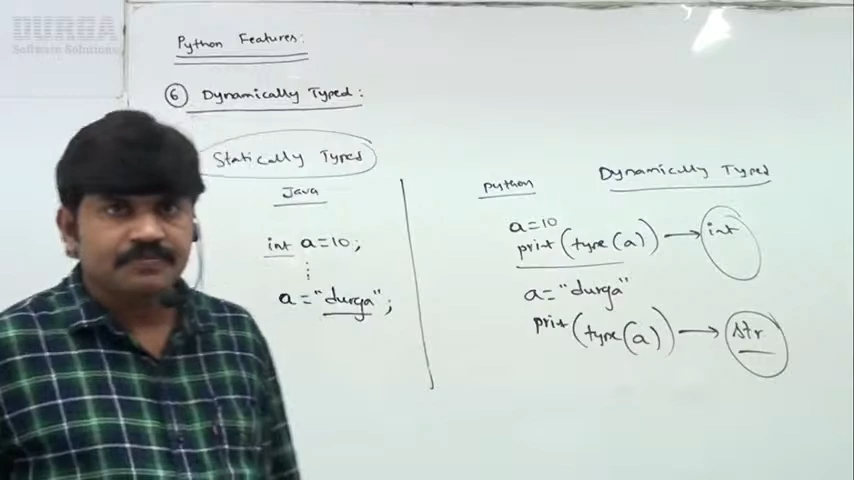 DURGA
Software Solutions
Python Features:
⑥ Dynamically Typed:
Statically Typed
Java
int a=10;
⋮
a="durga";
Python
Dynamically Typed
a=10
print(type(a)) → int
a="durga"
print(type(a)) → str